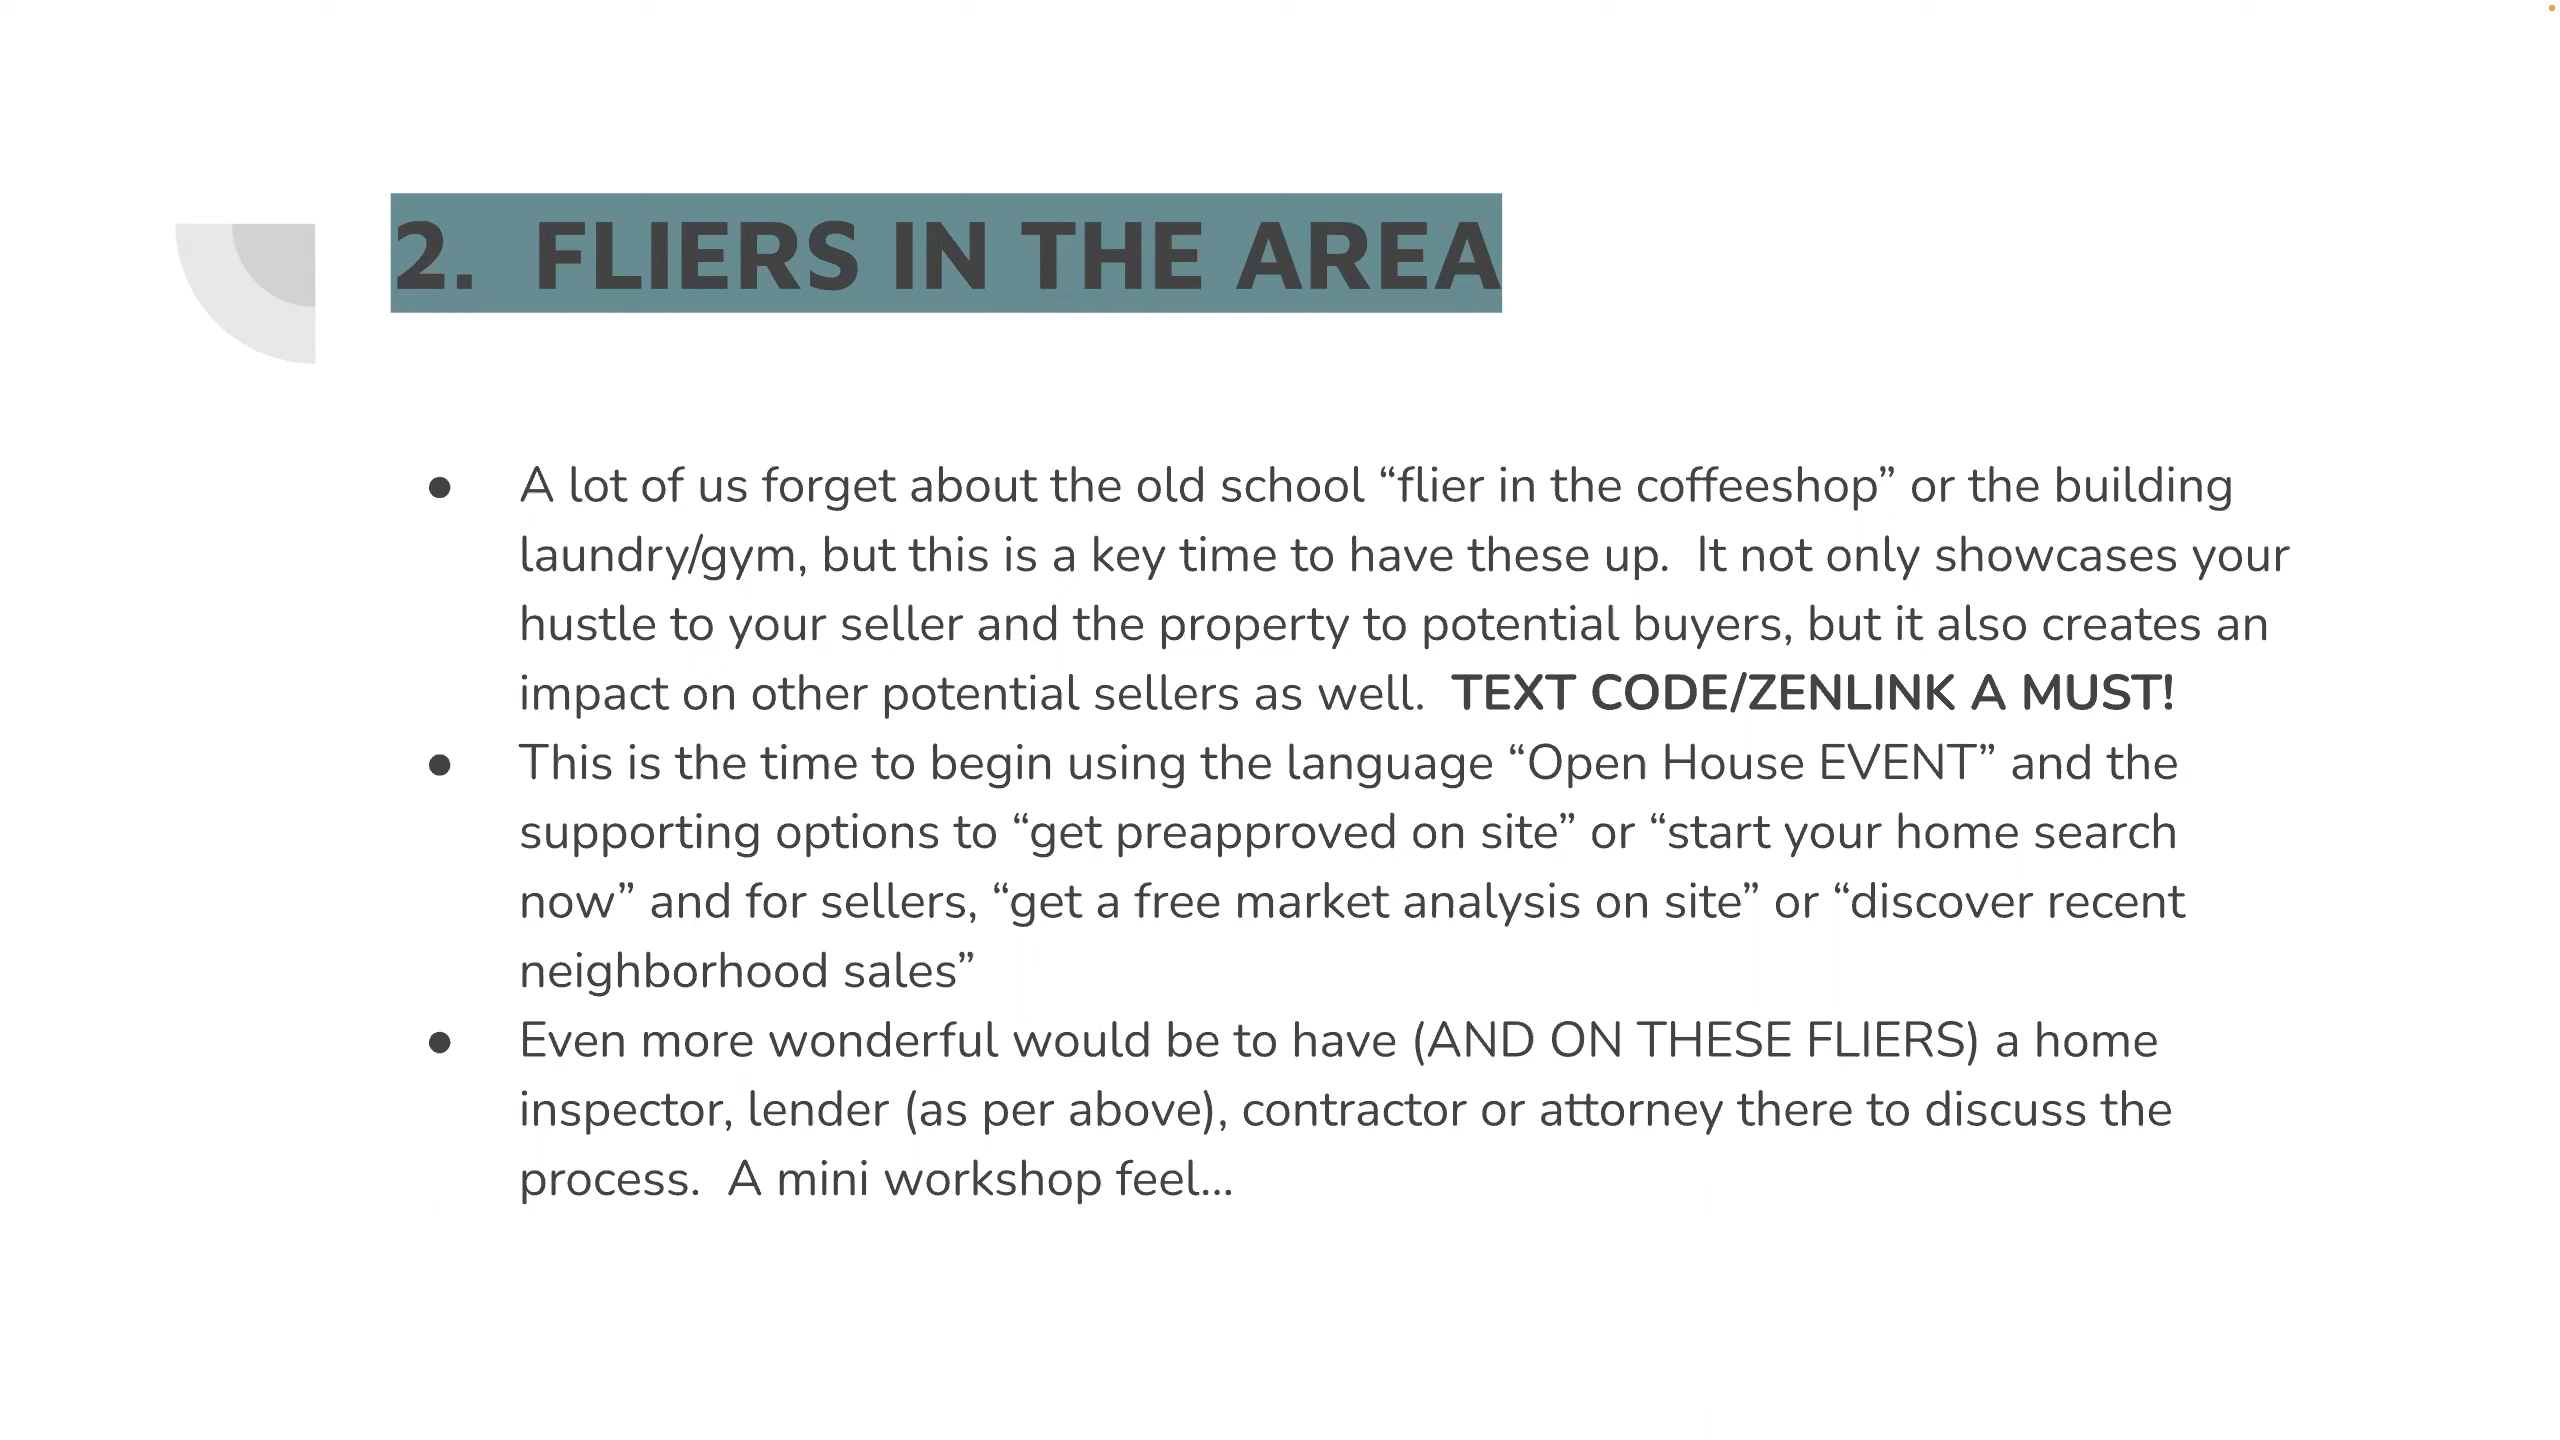 2.  FLIERS IN THE AREA
● A lot of us forget about the old school “flier in the coffeeshop” or the building
laundry/gym, but this is a key time to have these up.  It not only showcases your
hustle to your seller and the property to potential buyers, but it also creates an
impact on other potential sellers as well.  TEXT CODE/ZENLINK A MUST!
● This is the time to begin using the language “Open House EVENT” and the
supporting options to “get preapproved on site” or “start your home search
now” and for sellers, “get a free market analysis on site” or “discover recent
neighborhood sales”
● Even more wonderful would be to have (AND ON THESE FLIERS) a home
inspector, lender (as per above), contractor or attorney there to discuss the
process.  A mini workshop feel...